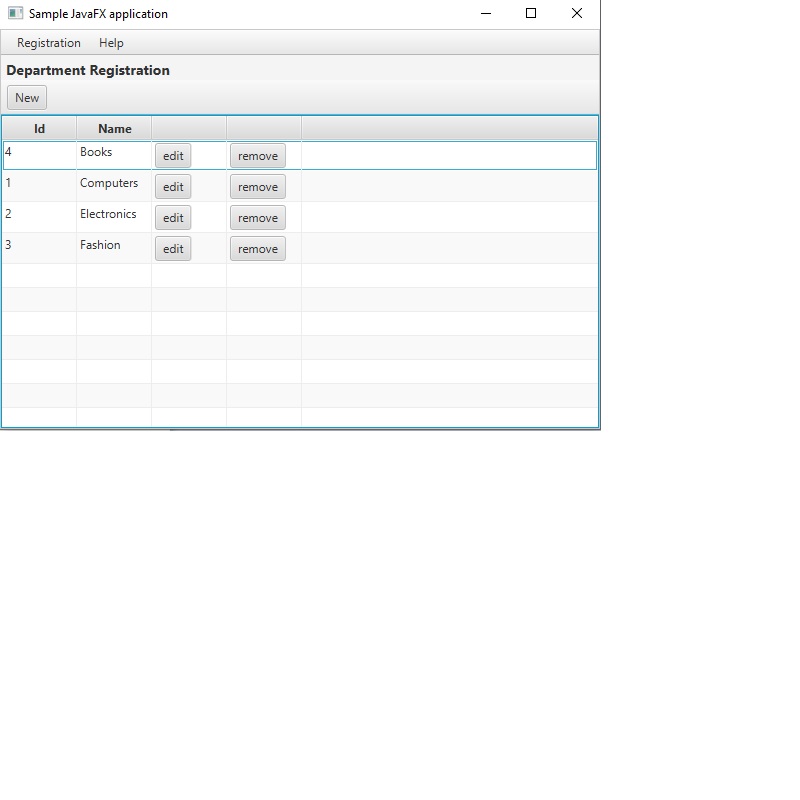 Sample JavaFX application
Registration Help
Department Registration
New
Id Name
4 Books edit remove
1 Computers edit remove
2 Electronics edit remove
3 Fashion edit remove